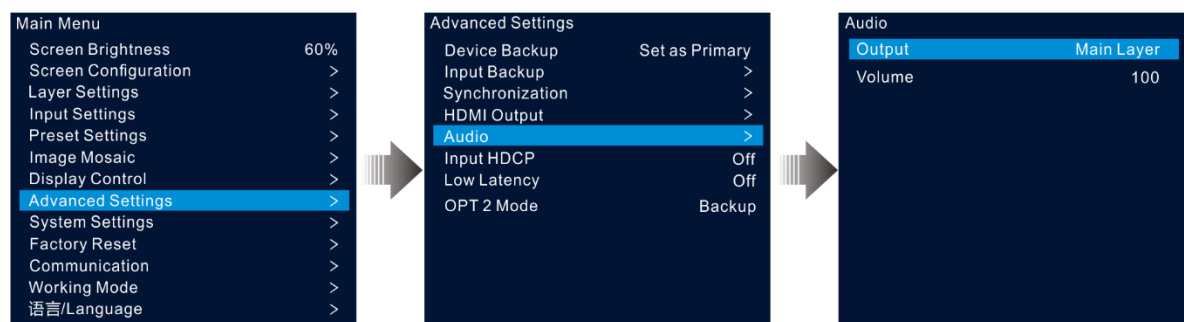 Main Menu
Screen Brightness 60%
Screen Configuration >
Layer Settings >
Input Settings >
Preset Settings >
Image Mosaic >
Display Control >
Advanced Settings >
System Settings >
Factory Reset >
Communication >
Working Mode >
语言/Language >
Advanced Settings
Device Backup Set as Primary
Input Backup >
Synchronization >
HDMI Output >
Audio >
Input HDCP Off
Low Latency Off
OPT 2 Mode Backup
Audio
Output Main Layer
Volume 100